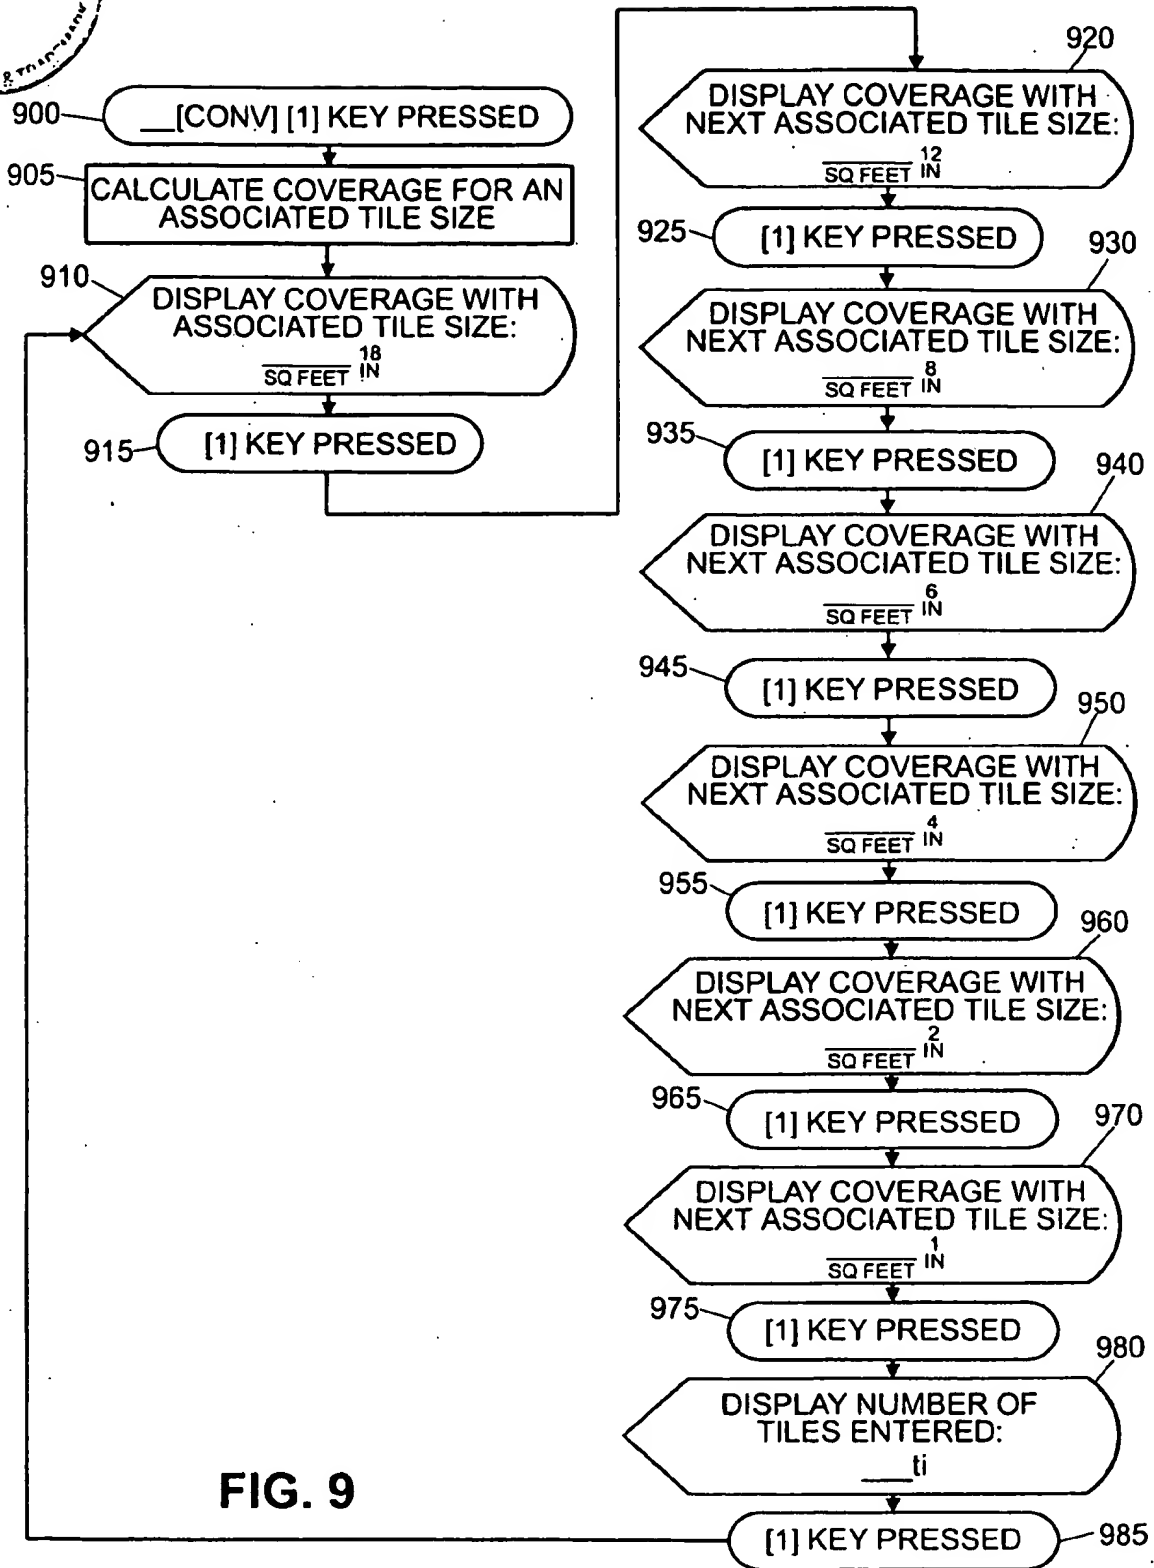 & TRADEMARK
900
__[CONV] [1] KEY PRESSED
905
CALCULATE COVERAGE FOR AN
ASSOCIATED TILE SIZE
910
DISPLAY COVERAGE WITH
ASSOCIATED TILE SIZE:
18
SQ FEET IN
915
[1] KEY PRESSED
920
DISPLAY COVERAGE WITH
NEXT ASSOCIATED TILE SIZE:
12
SQ FEET IN
925
[1] KEY PRESSED
930
DISPLAY COVERAGE WITH
NEXT ASSOCIATED TILE SIZE:
8
SQ FEET IN
935
[1] KEY PRESSED
940
DISPLAY COVERAGE WITH
NEXT ASSOCIATED TILE SIZE:
6
SQ FEET IN
945
[1] KEY PRESSED
950
DISPLAY COVERAGE WITH
NEXT ASSOCIATED TILE SIZE:
4
SQ FEET IN
955
[1] KEY PRESSED
960
DISPLAY COVERAGE WITH
NEXT ASSOCIATED TILE SIZE:
2
SQ FEET IN
965
[1] KEY PRESSED
970
DISPLAY COVERAGE WITH
NEXT ASSOCIATED TILE SIZE:
1
SQ FEET IN
975
[1] KEY PRESSED
980
DISPLAY NUMBER OF
TILES ENTERED:
___ti
985
[1] KEY PRESSED
FIG. 9